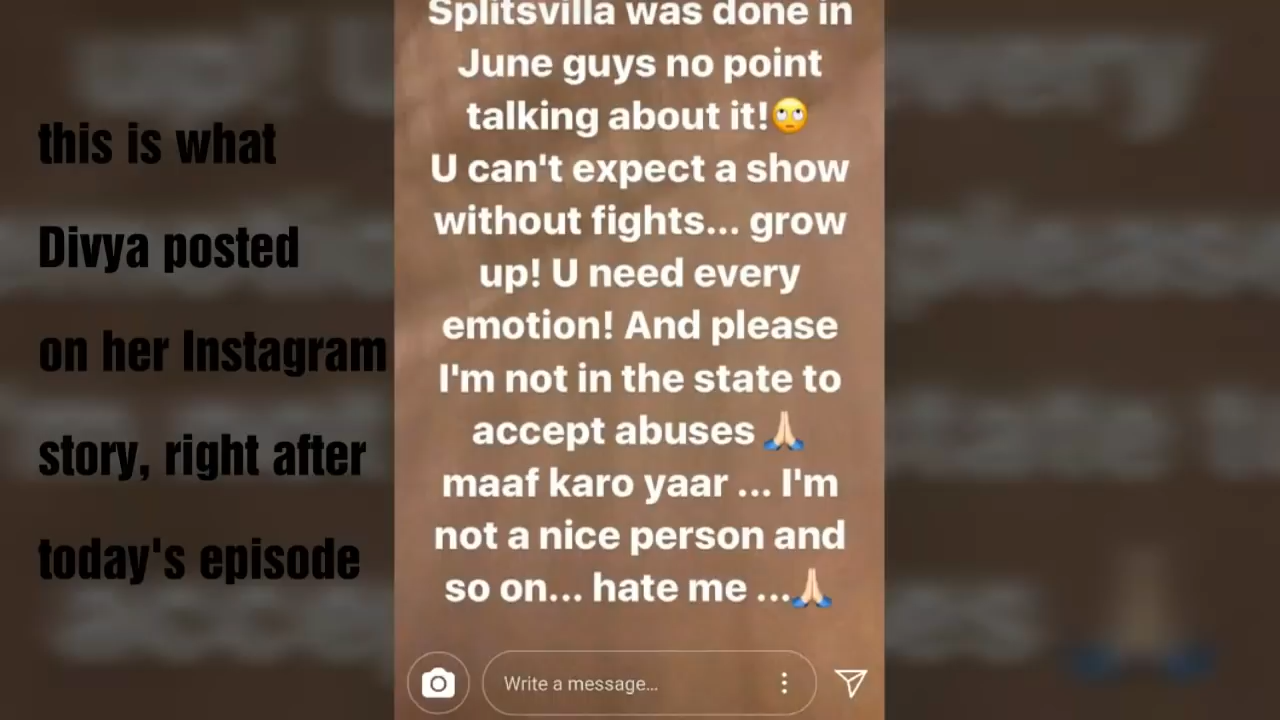 this is what
Divya posted
on her Instagram
story, right after
today's episode
Splitsvilla was done in
June guys no point
talking about it!🙄
U can't expect a show
without fights... grow
up! U need every
emotion! And please
I'm not in the state to
accept abuses 🙏🏻
maaf karo yaar ... I'm
not a nice person and
so on... hate me ...🙏🏻
Write a message...